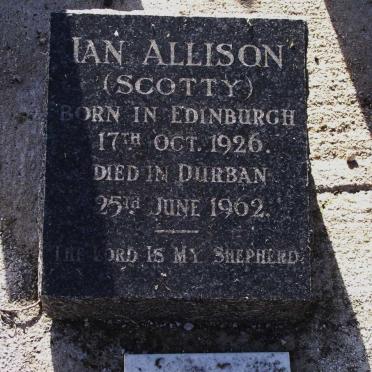 IAN ALLISON
(SCOTTY)
BORN IN EDINBURGH
17TH OCT. 1926.
DIED IN DURBAN
25TH JUNE 1962.
THE LORD IS MY SHEPHERD.